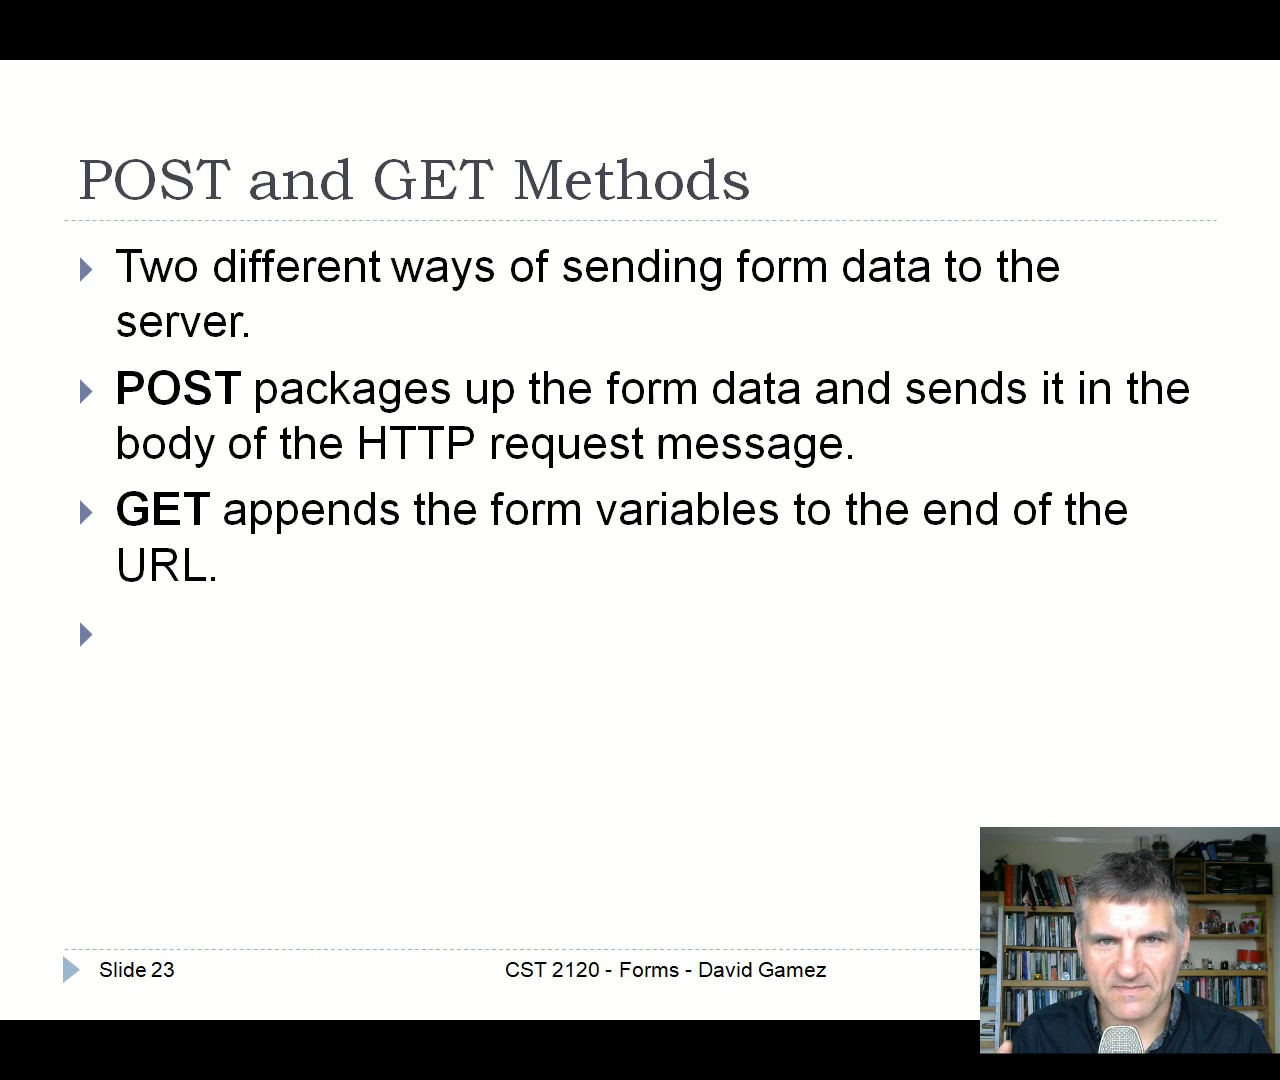 POST and GET Methods
Two different ways of sending form data to the
server.
POST packages up the form data and sends it in the
body of the HTTP request message.
GET appends the form variables to the end of the
URL.
Slide 23
CST 2120 - Forms - David Gamez